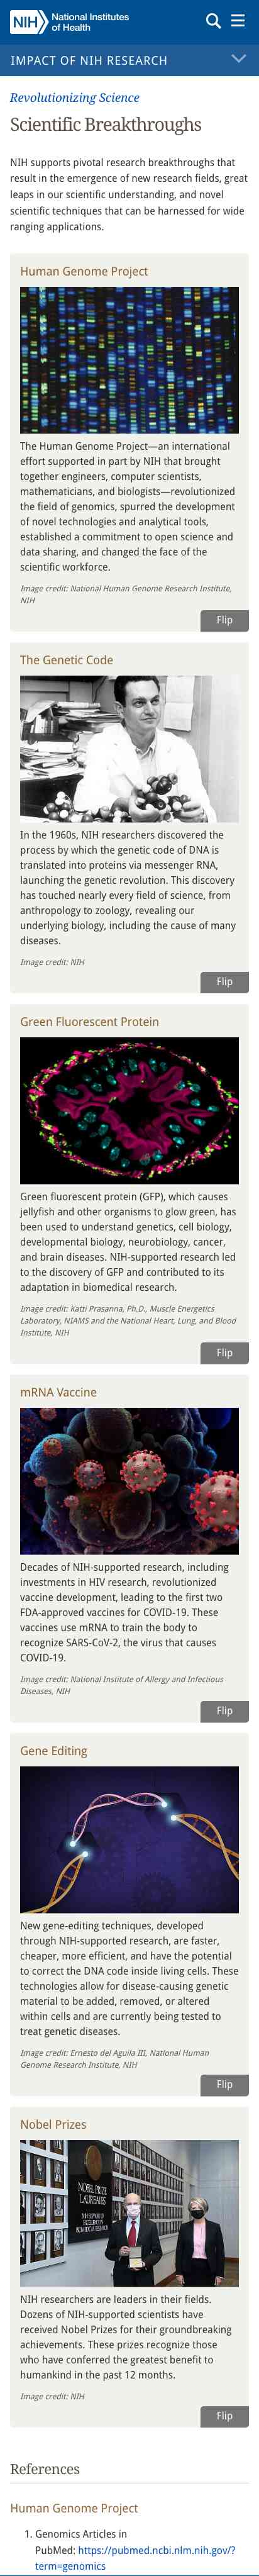 NIH National Institutes
of Health
IMPACT OF NIH RESEARCH
Revolutionizing Science
Scientific Breakthroughs
NIH supports pivotal research breakthroughs that
result in the emergence of new research fields, great
leaps in our scientific understanding, and novel
scientific techniques that can be harnessed for wide
ranging applications.
Human Genome Project
The Human Genome Project—an international
effort supported in part by NIH that brought
together engineers, computer scientists,
mathematicians, and biologists—revolutionized
the field of genomics, spurred the development
of novel technologies and analytical tools,
established a commitment to open science and
data sharing, and changed the face of the
scientific workforce.
Image credit: National Human Genome Research Institute,
NIH
Flip
The Genetic Code
In the 1960s, NIH researchers discovered the
process by which the genetic code of DNA is
translated into proteins via messenger RNA,
launching the genetic revolution. This discovery
has touched nearly every field of science, from
anthropology to zoology, revealing our
underlying biology, including the cause of many
diseases.
Image credit: NIH
Flip
Green Fluorescent Protein
Green fluorescent protein (GFP), which causes
jellyfish and other organisms to glow green, has
been used to understand genetics, cell biology,
developmental biology, neurobiology, cancer,
and brain diseases. NIH-supported research led
to the discovery of GFP and contributed to its
adaptation in biomedical research.
Image credit: Katti Prasanna, Ph.D., Muscle Energetics
Laboratory, NIAMS and the National Heart, Lung, and Blood
Institute, NIH
Flip
mRNA Vaccine
Decades of NIH-supported research, including
investments in HIV research, revolutionized
vaccine development, leading to the first two
FDA-approved vaccines for COVID-19. These
vaccines use mRNA to train the body to
recognize SARS-CoV-2, the virus that causes
COVID-19.
Image credit: National Institute of Allergy and Infectious
Diseases, NIH
Flip
Gene Editing
New gene-editing techniques, developed
through NIH-supported research, are faster,
cheaper, more efficient, and have the potential
to correct the DNA code inside living cells. These
technologies allow for disease-causing genetic
material to be added, removed, or altered
within cells and are currently being tested to
treat genetic diseases.
Image credit: Ernesto del Aguila III, National Human
Genome Research Institute, NIH
Flip
Nobel Prizes
NOBEL PRIZE
LAUREATES
NIH researchers are leaders in their fields.
Dozens of NIH-supported scientists have
received Nobel Prizes for their groundbreaking
achievements. These prizes recognize those
who have conferred the greatest benefit to
humankind in the past 12 months.
Image credit: NIH
Flip
References
Human Genome Project
1. Genomics Articles in
PubMed: https://pubmed.ncbi.nlm.nih.gov/?
term=genomics